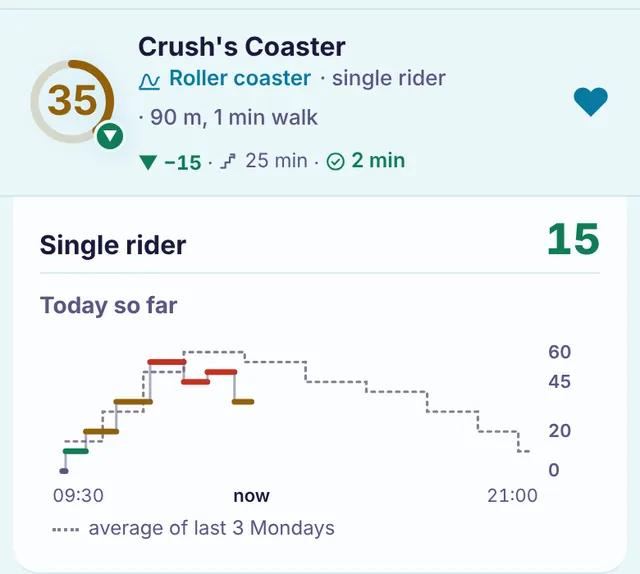 Crush's Coaster
35
Roller coaster · single rider
· 90 m, 1 min walk
▼ −15 · 25 min · 2 min
Single rider
15
Today so far
60
45
20
0
09:30
now
21:00
average of last 3 Mondays